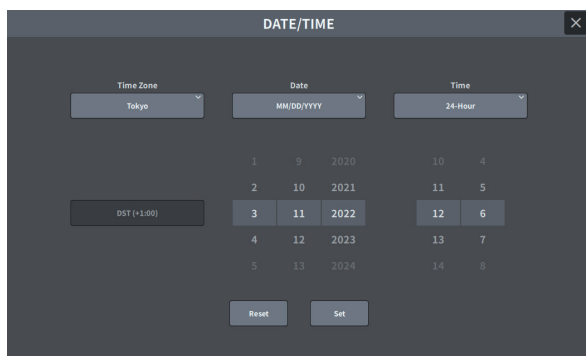 DATE/TIME
Time Zone Date Time
Tokyo MM/DD/YYYY 24-Hour
1 9 2020 10 4
2 10 2021 11 5
DST (+1:00) 3 11 2022 12 6
4 12 2023 13 7
5 13 2024 14 8
Reset Set